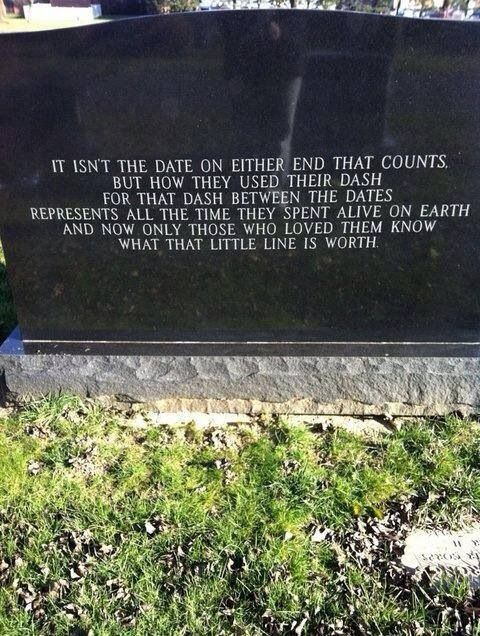 IT ISN'T THE DATE ON EITHER END THAT COUNTS,
BUT HOW THEY USED THEIR DASH
FOR THAT DASH BETWEEN THE DATES
REPRESENTS ALL THE TIME THEY SPENT ALIVE ON EARTH
AND NOW ONLY THOSE WHO LOVED THEM KNOW
WHAT THAT LITTLE LINE IS WORTH.